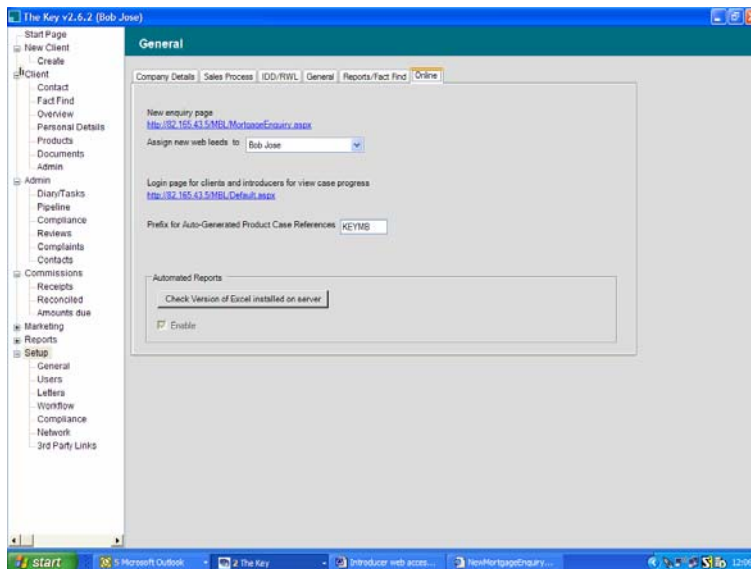 The Key v2.6.2 (Bob Jose)
Start Page
New Client
Create
Client
Contact
Fact Find
Overview
Personal Details
Products
Documents
Admin
Admin
Diary/Tasks
Pipeline
Compliance
Reviews
Complaints
Contacts
Commissions
Receipts
Reconciled
Amounts due
Marketing
Reports
Setup
General
Users
Letters
Workflow
Compliance
Network
3rd Party Links
General
Company Details Sales Process IDD/RWL General Reports/Fact Find Online
New enquiry page
http://82.165.43.5/MBL/MortgageEnquiry.aspx
Assign new web leads to Bob Jose
Login page for clients and introducers for view case progress
http://82.165.43.5/MBL/Default.aspx
Prefix for Auto-Generated Product Case References KEYMB
Automated Reports
Check Version of Excel installed on server
Enable
start 5 Microsoft Outlook 2 The Key Introducer web acces... NewMortgageEnquiry...